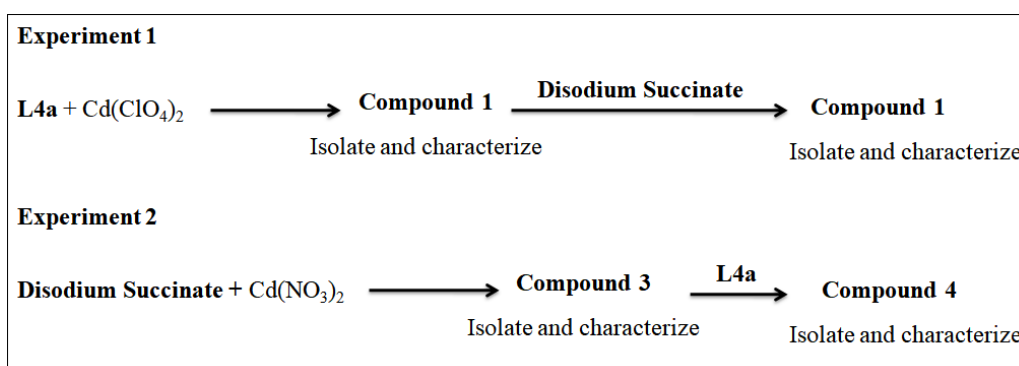 Experiment 1
Disodium Succinate
L4a + Cd(ClO₄)₂ Compound 1 Compound 1
Isolate and characterize Isolate and characterize
Experiment 2
L4a
Disodium Succinate + Cd(NO₃)₂ Compound 3 Compound 4
Isolate and characterize Isolate and characterize